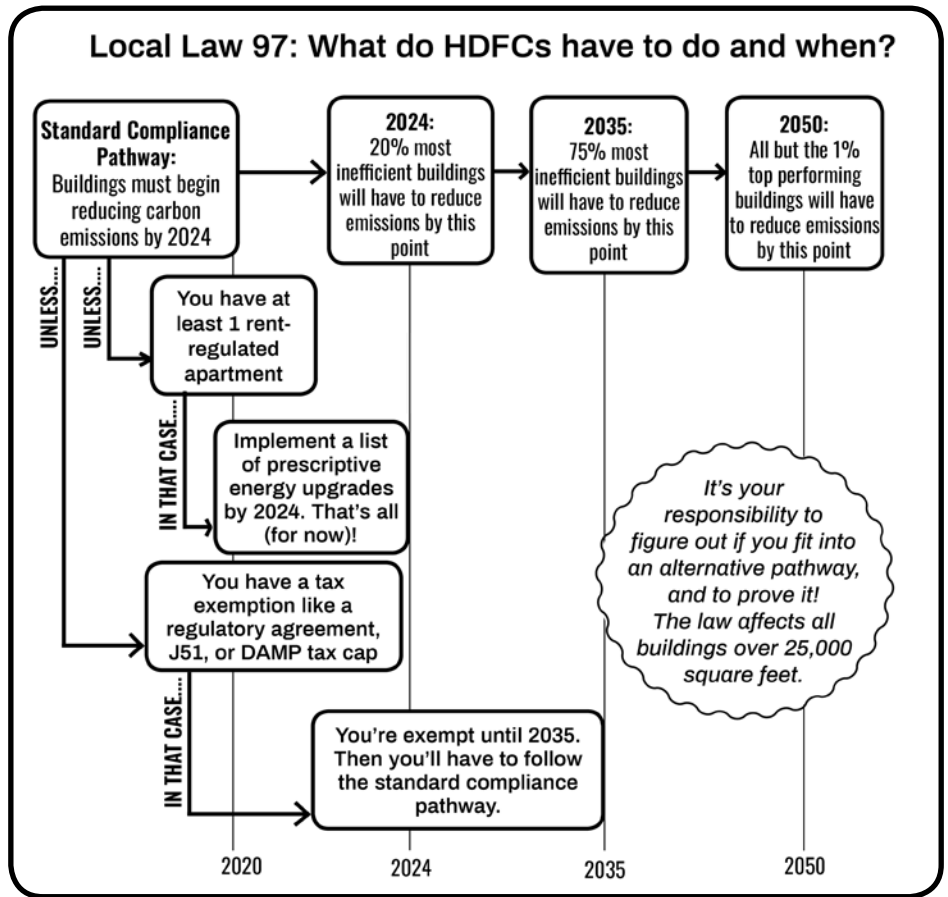 Local Law 97: What do HDFCs have to do and when?
Standard Compliance
Pathway:
Buildings must begin
reducing carbon
emissions by 2024
2024:
20% most
inefficient buildings
will have to reduce
emissions by this
point
2035:
75% most
inefficient buildings
will have to reduce
emissions by this
point
2050:
All but the 1%
top performing
buildings will have
to reduce emissions
by this point
UNLESS....
UNLESS....
You have at
least 1 rent-
regulated
apartment
IN THAT CASE....
Implement a list
of prescriptive
energy upgrades
by 2024. That's all
(for now)!
You have a tax
exemption like a
regulatory agreement,
J51, or DAMP tax cap
IN THAT CASE....
You're exempt until 2035.
Then you'll have to follow
the standard compliance
pathway.
It's your
responsibility to
figure out if you fit into
an alternative pathway,
and to prove it!
The law affects all
buildings over 25,000
square feet.
2020
2024
2035
2050